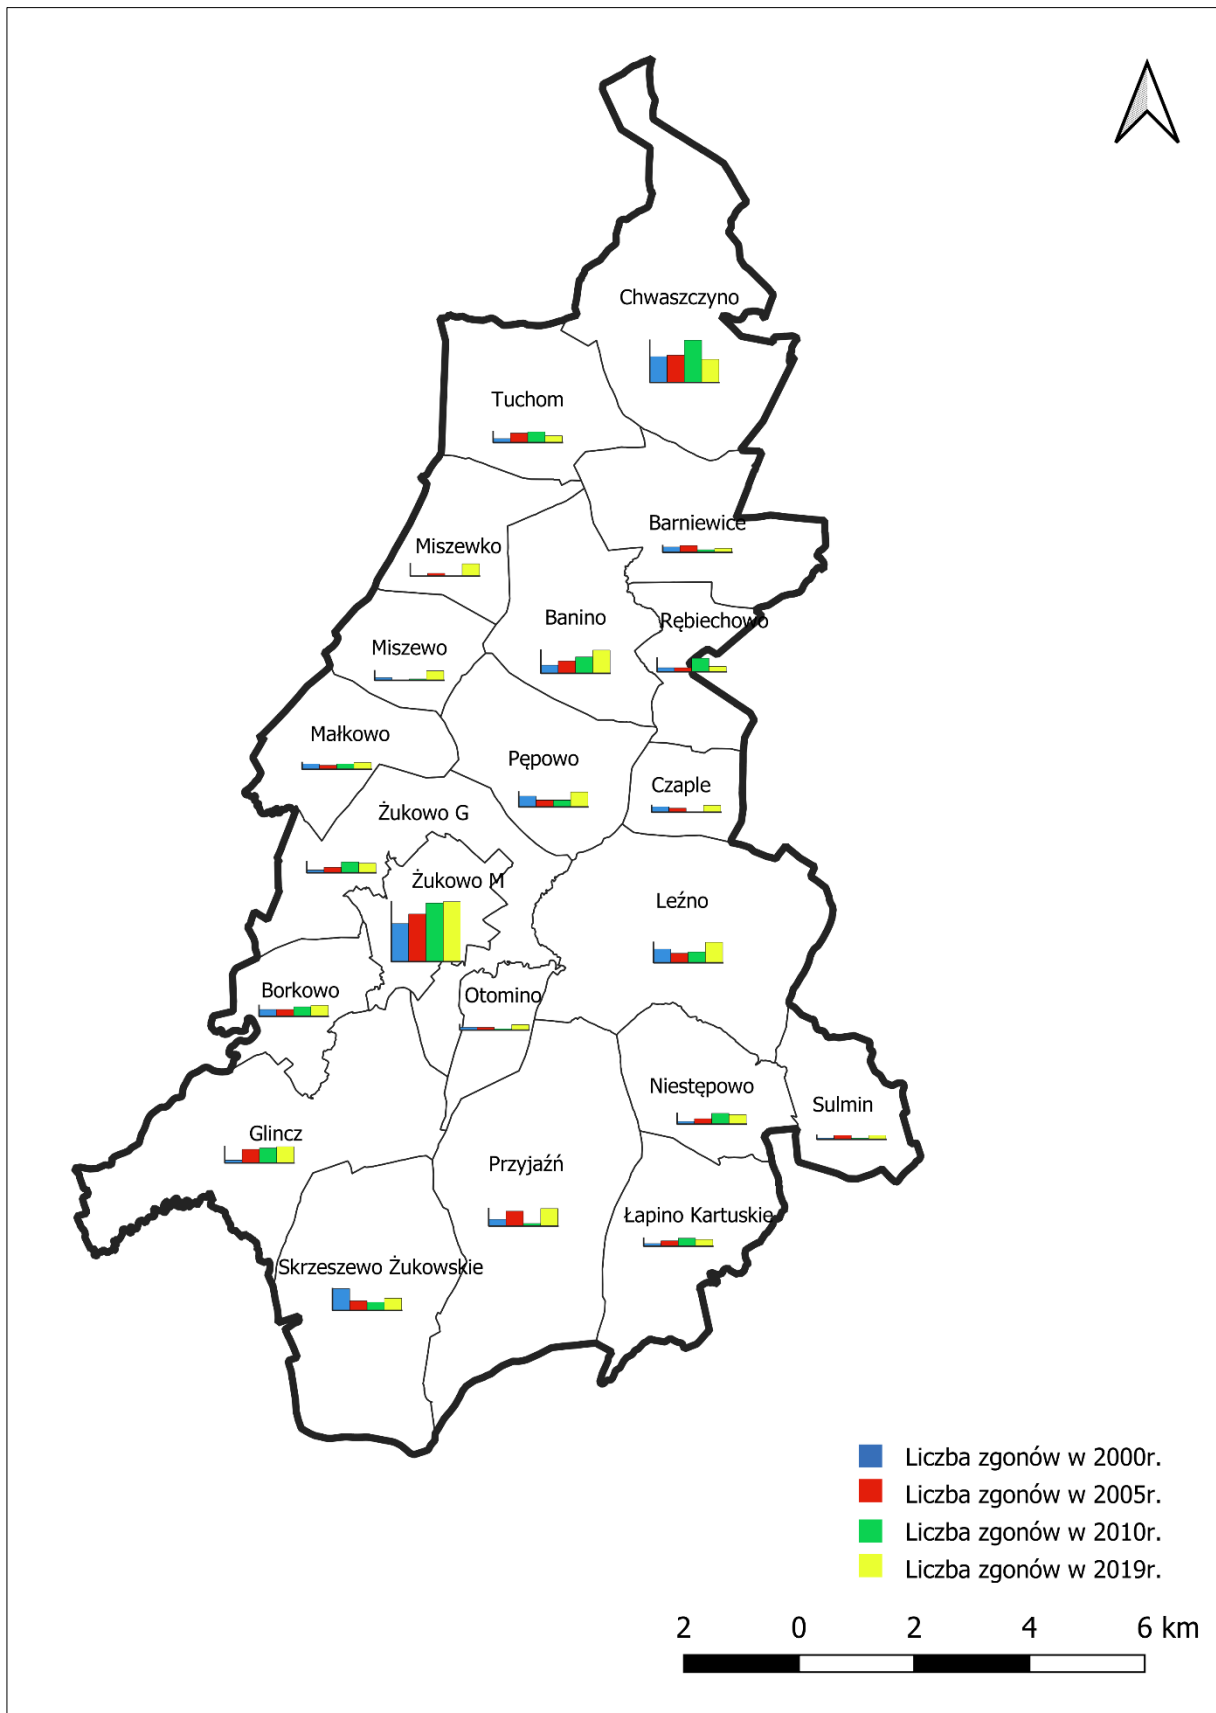 Chwaszczyno
Tuchom
Barniewice
Miszewko
Banino
Rębiechowo
Miszewo
Małkowo
Pępowo
Czaple
Żukowo G
Żukowo M
Leźno
Borkowo
Otomino
Niestępowo
Sulmin
Glincz
Przyjaźń
Łapino Kartuskie
Skrzeszewo Żukowskie
Liczba zgonów w 2000r.
Liczba zgonów w 2005r.
Liczba zgonów w 2010r.
Liczba zgonów w 2019r.
2 0 2 4 6 km